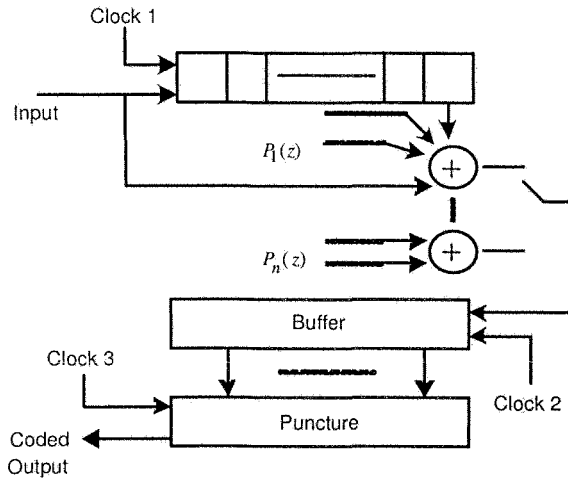 Clock 1
Input
P₁(z)
+
Pₙ(z)
+
Buffer
Clock 3
Clock 2
Puncture
Coded
Output